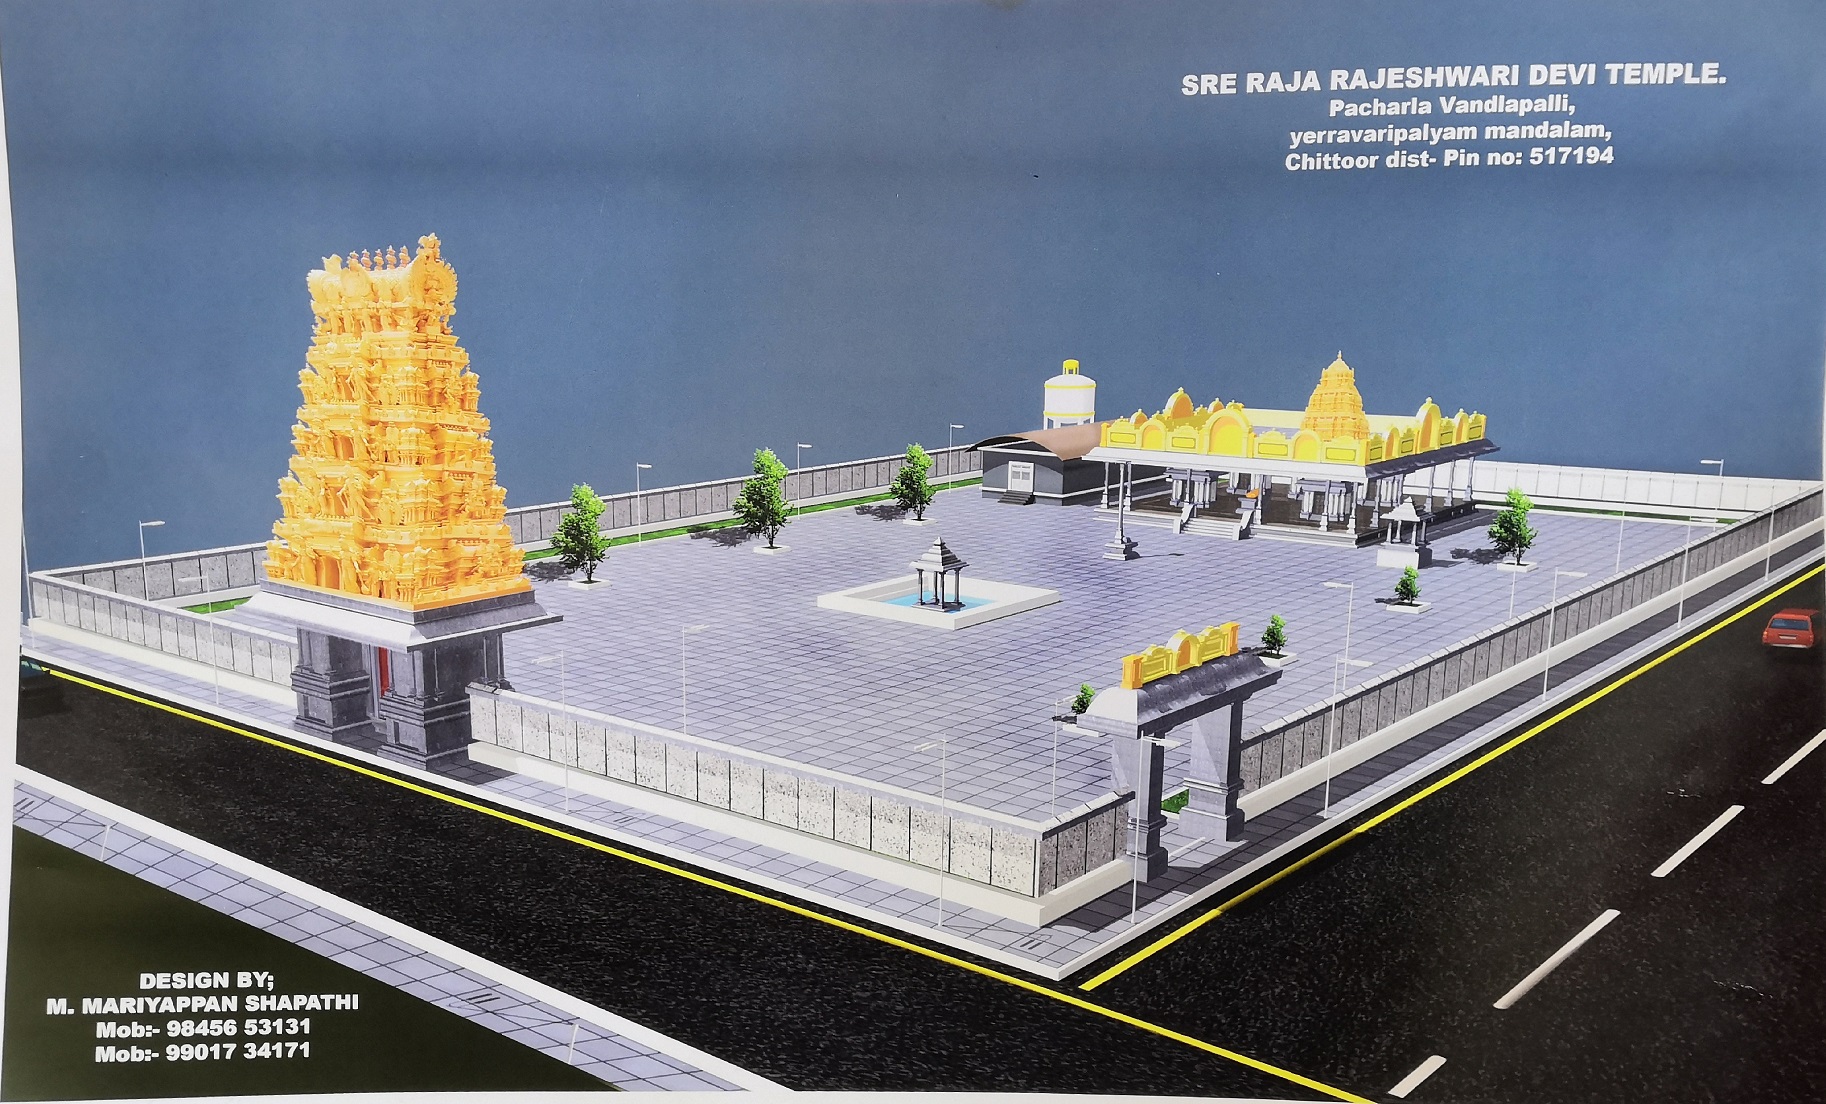 SRE RAJA RAJESHWARI DEVI TEMPLE.
Pacharla Vandlapalli,
yerravaripalyam mandalam,
Chittoor dist- Pin no: 517194
DESIGN BY;
M. MARIYAPPAN SHAPATHI
Mob:- 98456 53131
Mob:- 99017 34171